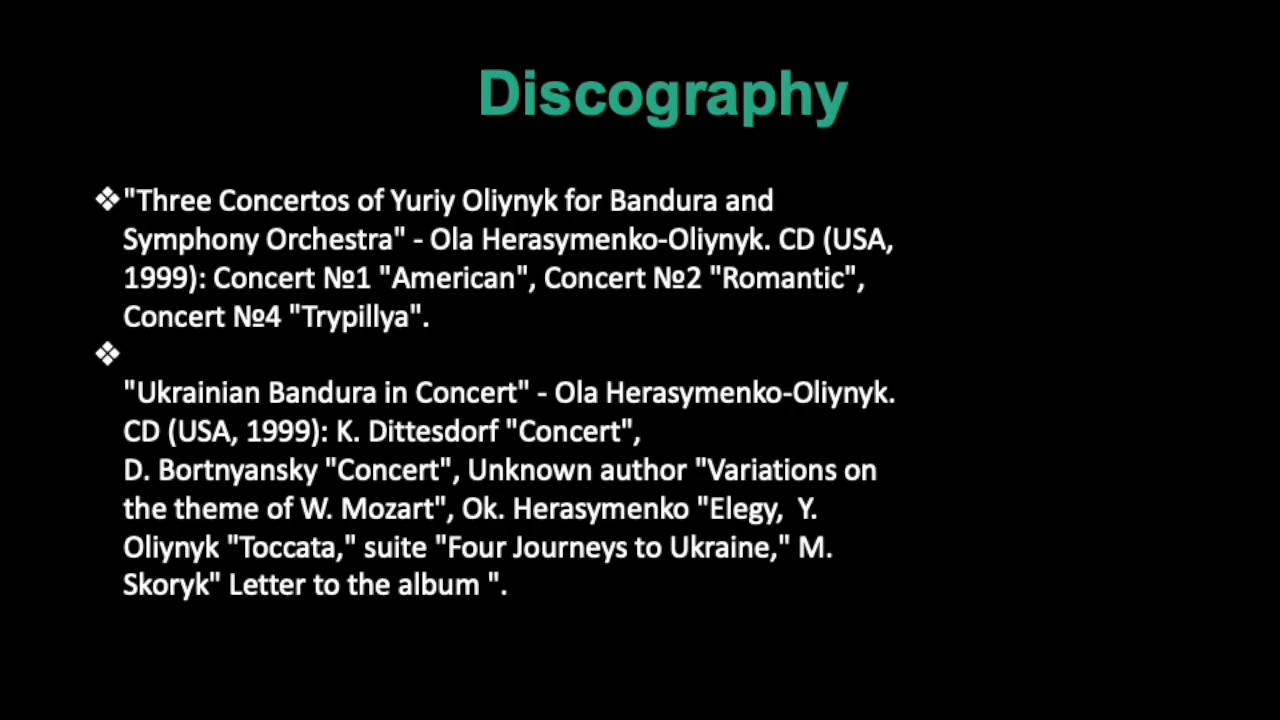 Discography
❖"Three Concertos of Yuriy Oliynyk for Bandura and
Symphony Orchestra" - Ola Herasymenko-Oliynyk. CD (USA,
1999): Concert №1 "American", Concert №2 "Romantic",
Concert №4 "Trypillya".
❖
"Ukrainian Bandura in Concert" - Ola Herasymenko-Oliynyk.
CD (USA, 1999): K. Dittesdorf "Concert",
D. Bortnyansky "Concert", Unknown author "Variations on
the theme of W. Mozart", Ok. Herasymenko "Elegy,  Y.
Oliynyk "Toccata," suite "Four Journeys to Ukraine," M.
Skoryk" Letter to the album ".